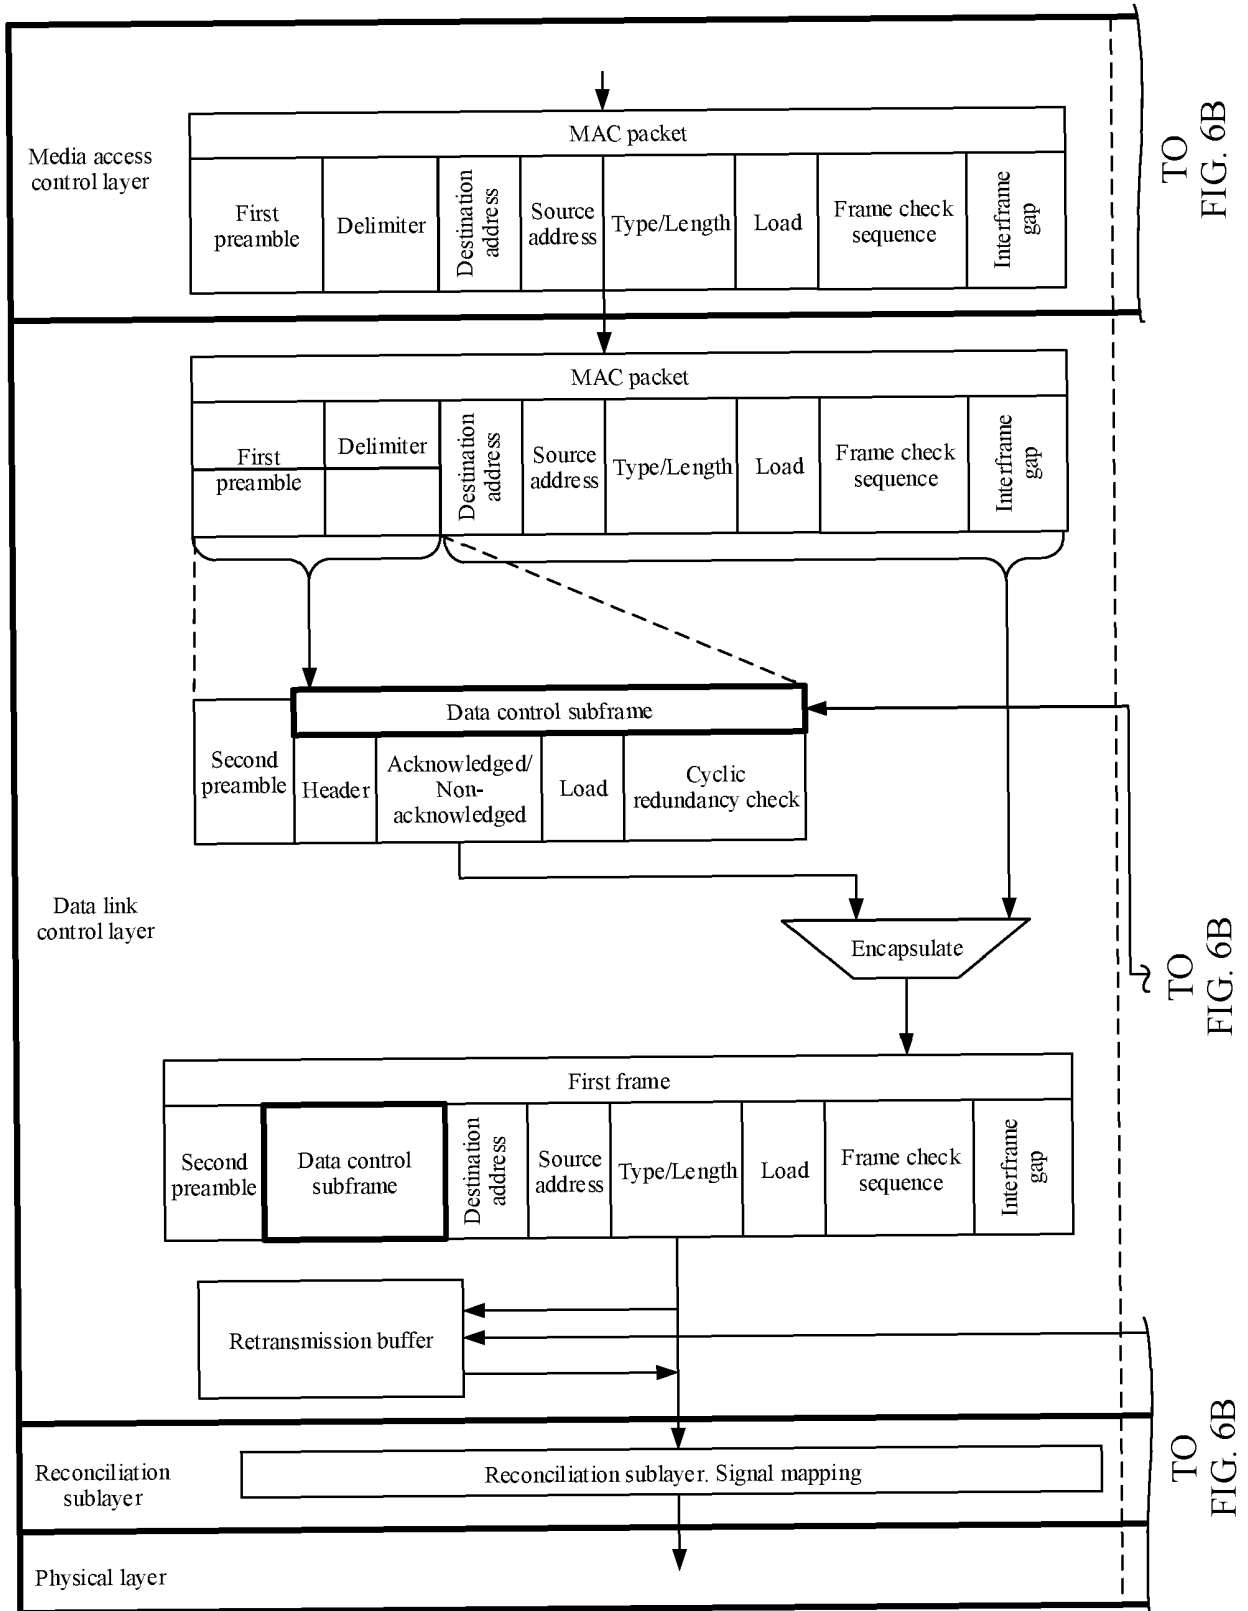 MAC packet
Media access
control layer
First
preamble
Delimiter
Destination
address
Source
address
Type/Length
Load
Frame check
sequence
Interframe
gap
TO
FIG. 6B
MAC packet
First
preamble
Delimiter
Destination
address
Source
address
Type/Length
Load
Frame check
sequence
Interframe
gap
Data control subframe
Second
preamble
Header
Acknowledged/
Non-
acknowledged
Load
Cyclic
redundancy check
Data link
control layer
Encapsulate
TO
FIG. 6B
First frame
Second
preamble
Data control
subframe
Destination
address
Source
address
Type/Length
Load
Frame check
sequence
Interframe
gap
Retransmission buffer
TO
FIG. 6B
Reconciliation
sublayer
Reconciliation sublayer. Signal mapping
Physical layer